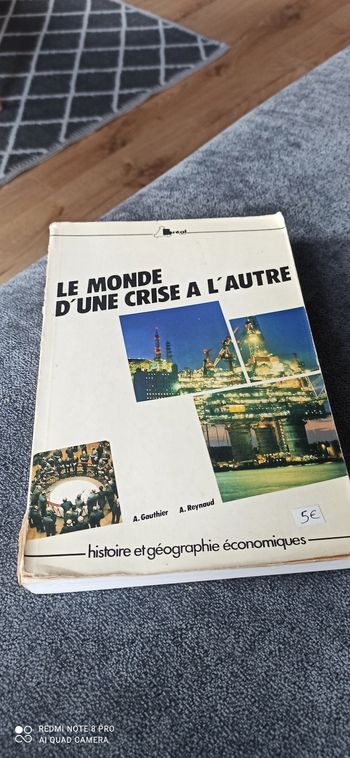 Bréal
LE MONDE
D'UNE CRISE A L'AUTRE
A. Gauthier A. Reynaud
5€
histoire et géographie économiques
REDMI NOTE 8 PRO
AI QUAD CAMERA